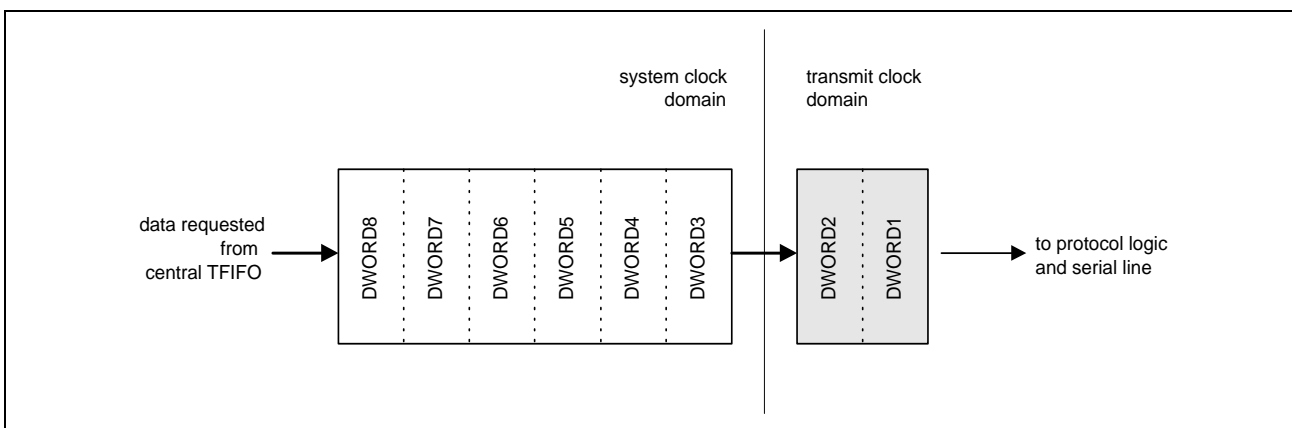 system clock
domain
transmit clock
domain
data requested
from
central TFIFO
DWORD8
DWORD7
DWORD6
DWORD5
DWORD4
DWORD3
DWORD2
DWORD1
to protocol logic
and serial line